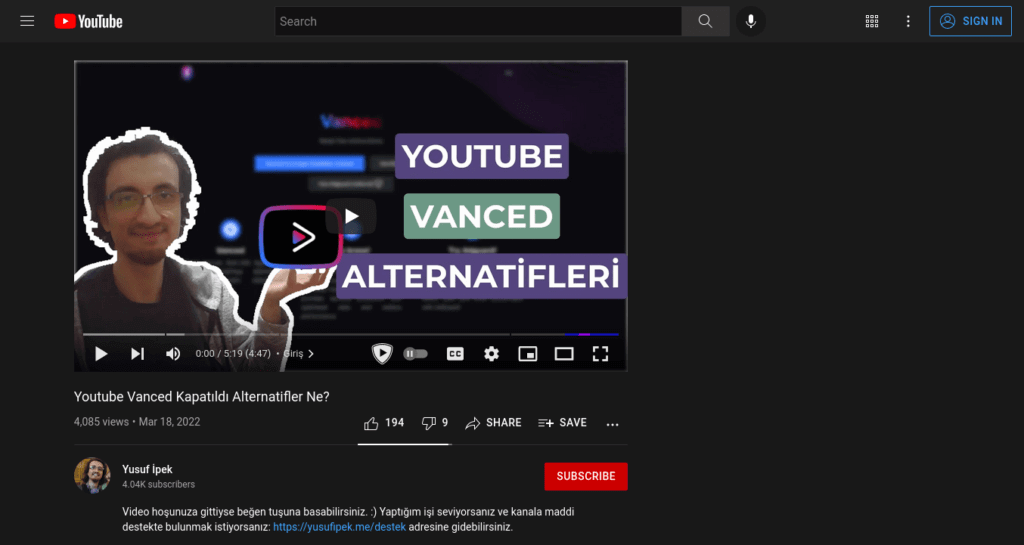 YouTube
Search
SIGN IN
Vanced
YOUTUBE
VANCED
ALTERNATİFLERİ
0:00 / 5:19 (4:47) • Giriş
CC
Youtube Vanced Kapatıldı Alternatifler Ne?
4,085 views • Mar 18, 2022
194
9
SHARE
SAVE
Yusuf İpek
4.04K subscribers
SUBSCRIBE
Video hoşunuza gittiyse beğen tuşuna basabilirsiniz. :) Yaptığım işi seviyorsanız ve kanala maddi
destekte bulunmak istiyorsanız: https://yusufipek.me/destek adresine gidebilirsiniz.